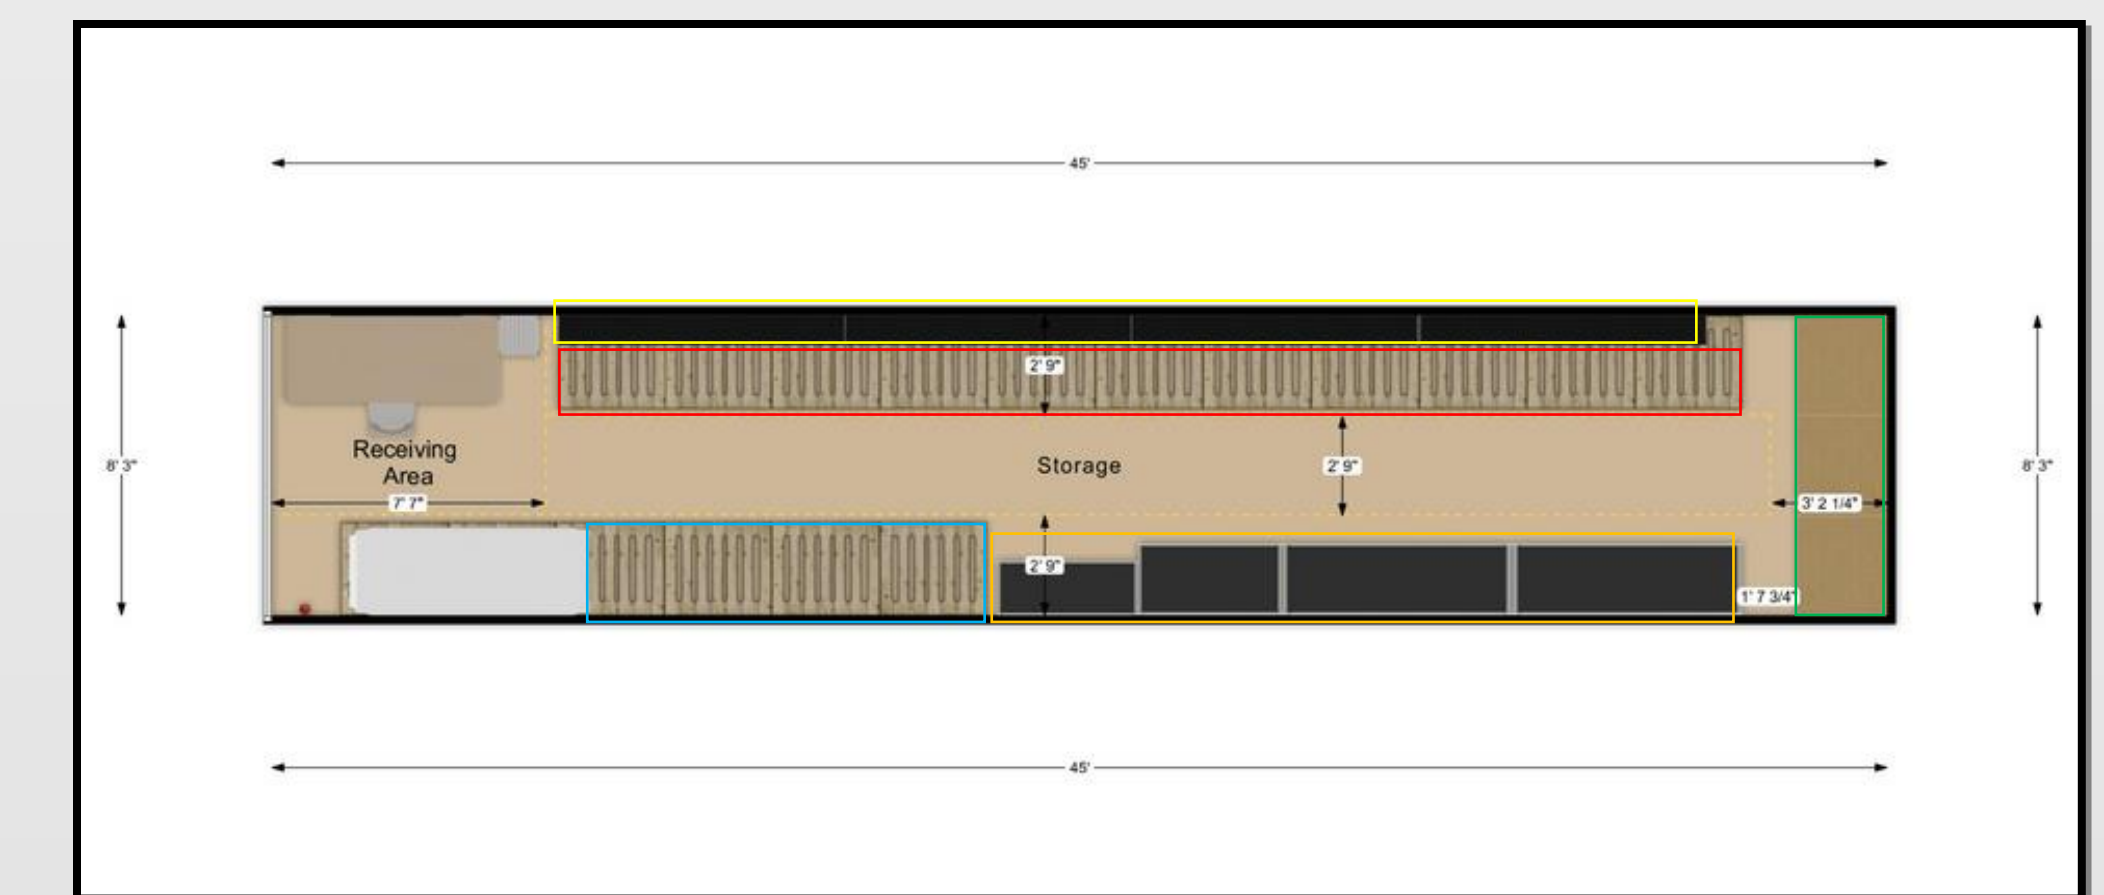 45'
2' 9"
8' 3"
Receiving
Area
Storage
2' 9"
8' 3"
7' 7"
3' 2 1/4"
2' 9"
1' 7 3/4"
45'